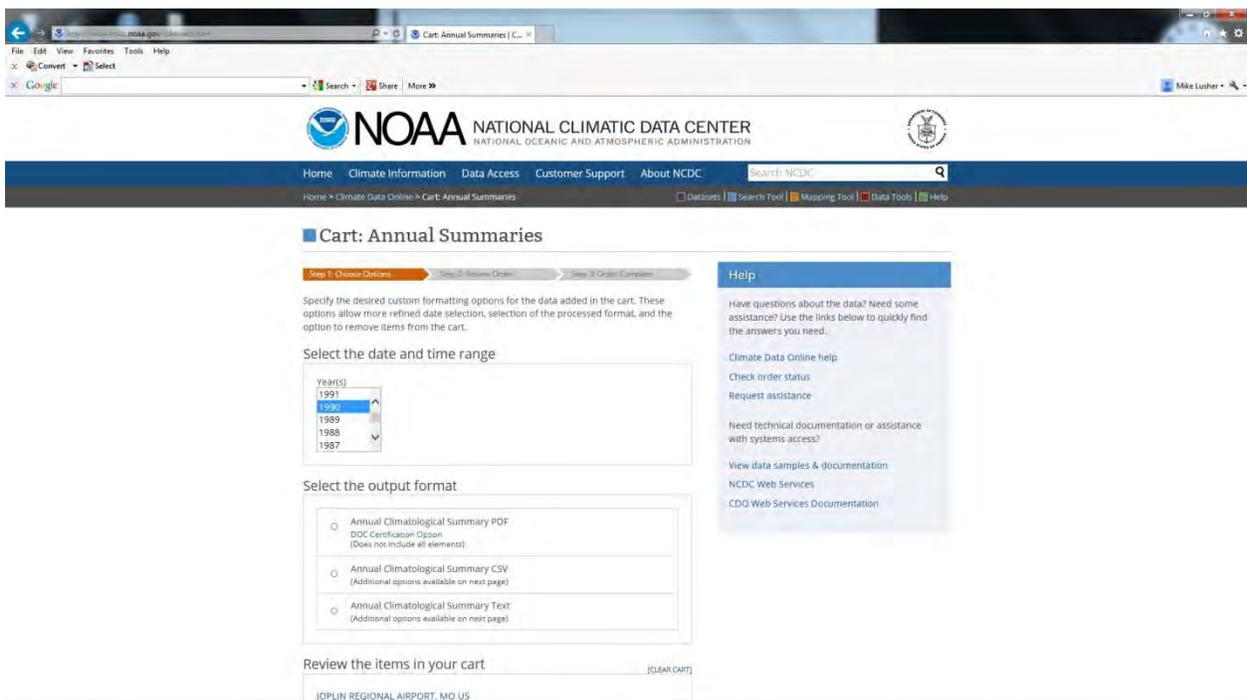 noaa.gov
Cart: Annual Summaries | C...
File Edit View Favorites Tools Help
x Convert Select
x Google Search Share More »
Mike Lusher
NOAA NATIONAL CLIMATIC DATA CENTER
NATIONAL OCEANIC AND ATMOSPHERIC ADMINISTRATION
Home Climate Information Data Access Customer Support About NCDC Search NCDC
Home > Climate Data Online > Cart: Annual Summaries
Datasets | Search Tool | Mapping Tool | Data Tools | Help
Cart: Annual Summaries
Step 1: Choose Options Step 2: Review Order Step 3: Order Complete
Specify the desired custom formatting options for the data added in the cart. These
options allow more refined date selection, selection of the processed format, and the
option to remove items from the cart.
Select the date and time range
Year(s)
1991
1990
1989
1988
1987
Select the output format
Annual Climatological Summary PDF
DOC Certification Option
(Does not include all elements)
Annual Climatological Summary CSV
(Additional options available on next page)
Annual Climatological Summary Text
(Additional options available on next page)
Review the items in your cart
[CLEAR CART]
JOPLIN REGIONAL AIRPORT, MO US
Help
Have questions about the data? Need some
assistance? Use the links below to quickly find
the answers you need.
Climate Data Online help
Check order status
Request assistance
Need technical documentation or assistance
with systems access?
View data samples & documentation
NCDC Web Services
CDO Web Services Documentation